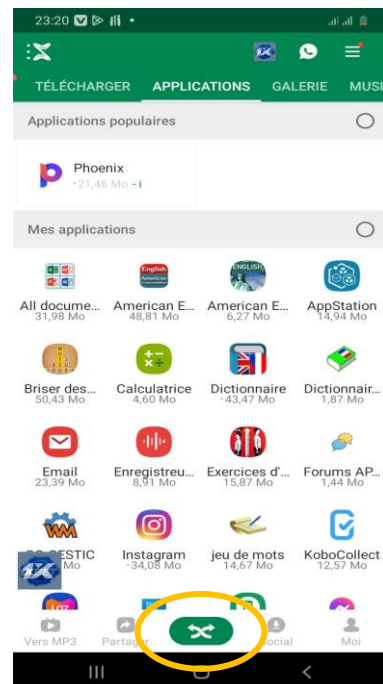 23:20
TÉLÉCHARGER APPLICATIONS GALERIE MUSI
Applications populaires
Phoenix
-21,46 Mo - i
Mes applications
All docume... American E... American E... AppStation
31,98 Mo 48,81 Mo 6,27 Mo 14,94 Mo
Briser des... Calculatrice Dictionnaire Dictionnair...
50,43 Mo 4,60 Mo -43,47 Mo 1,87 Mo
Email Enregistreu... Exercices d'... Forums AP...
23,39 Mo 8,91 Mo 15,87 Mo 1,44 Mo
GESTIC Instagram jeu de mots KoboCollect
Mo -34,08 Mo 14,67 Mo 12,57 Mo
Vers MP3 Partager Social Moi